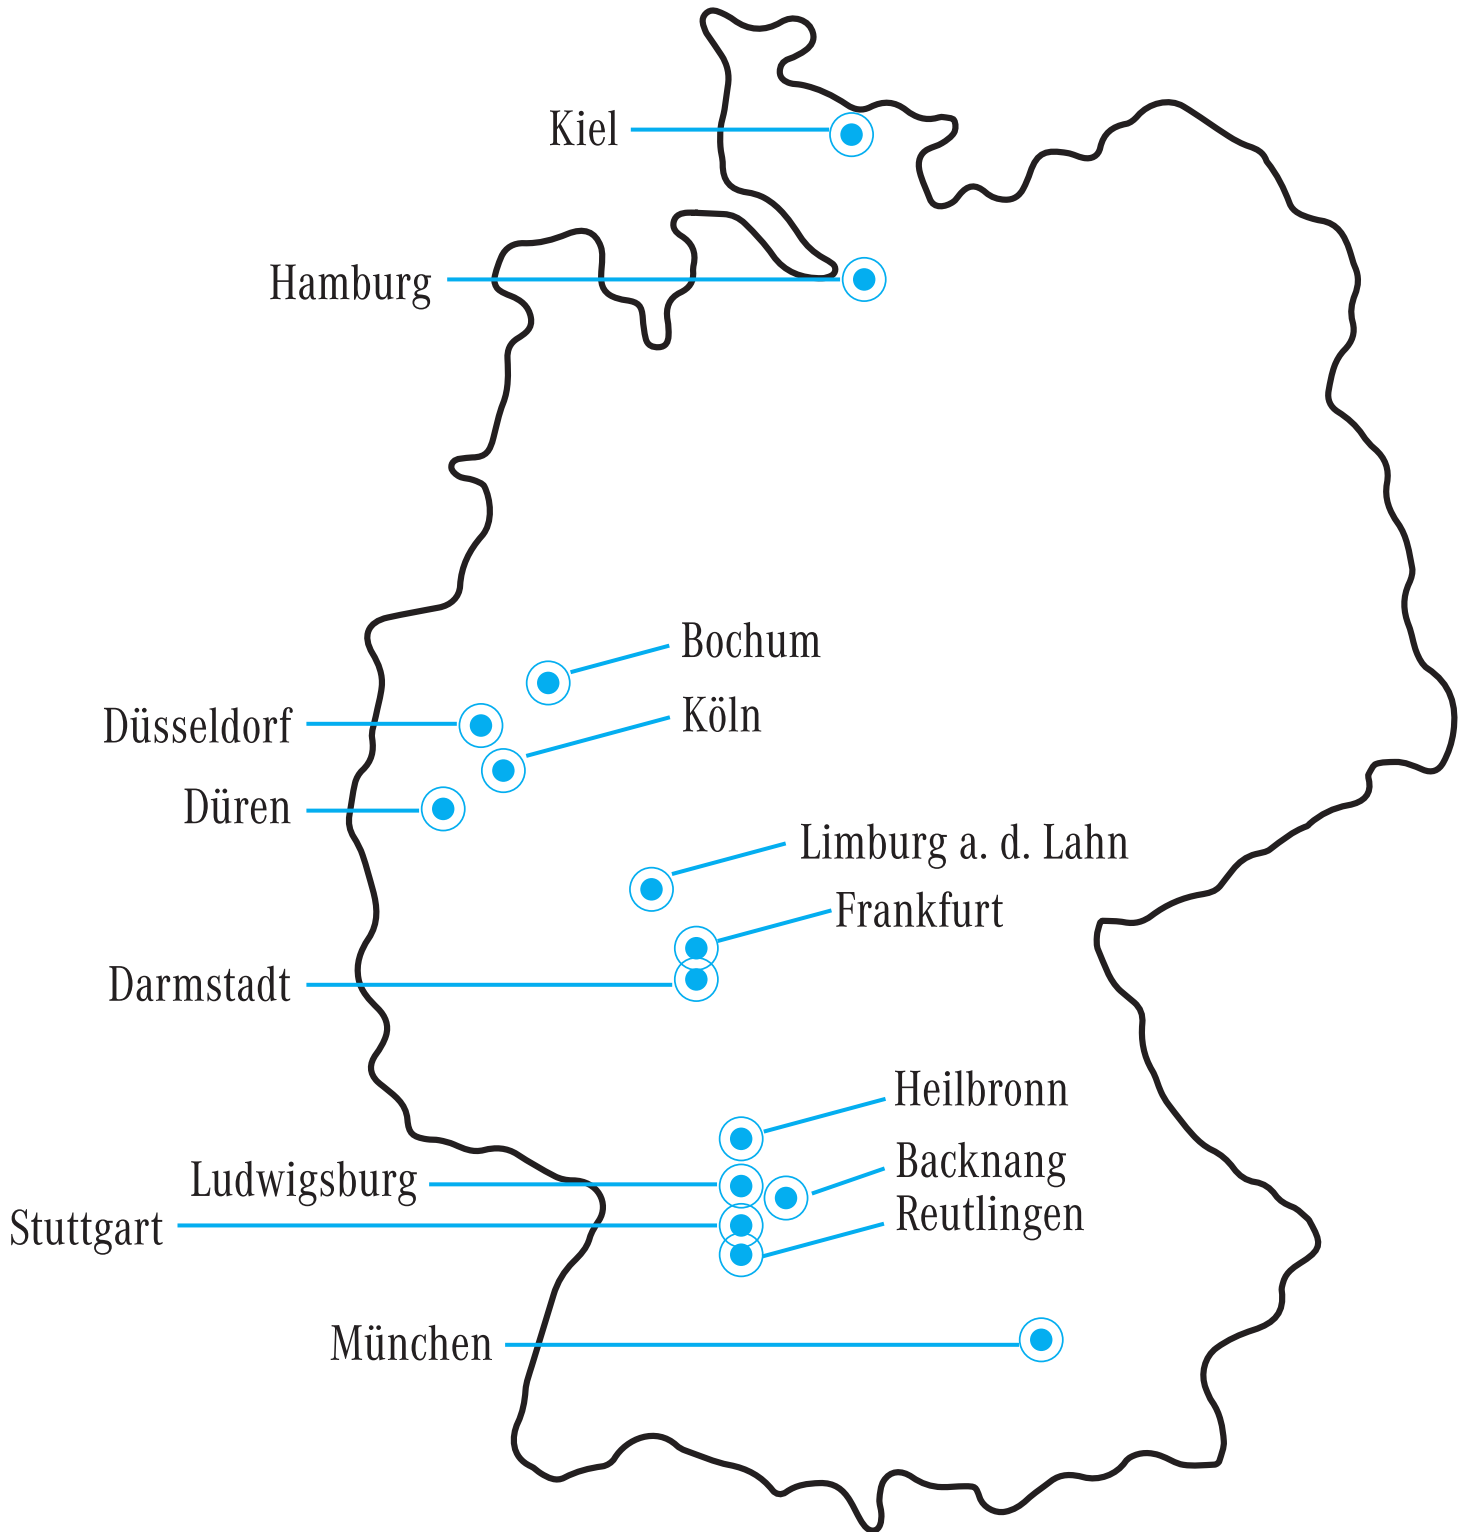 Kiel
Hamburg
Bochum
Düsseldorf
Köln
Düren
Limburg a. d. Lahn
Frankfurt
Darmstadt
Heilbronn
Backnang
Ludwigsburg
Reutlingen
Stuttgart
München